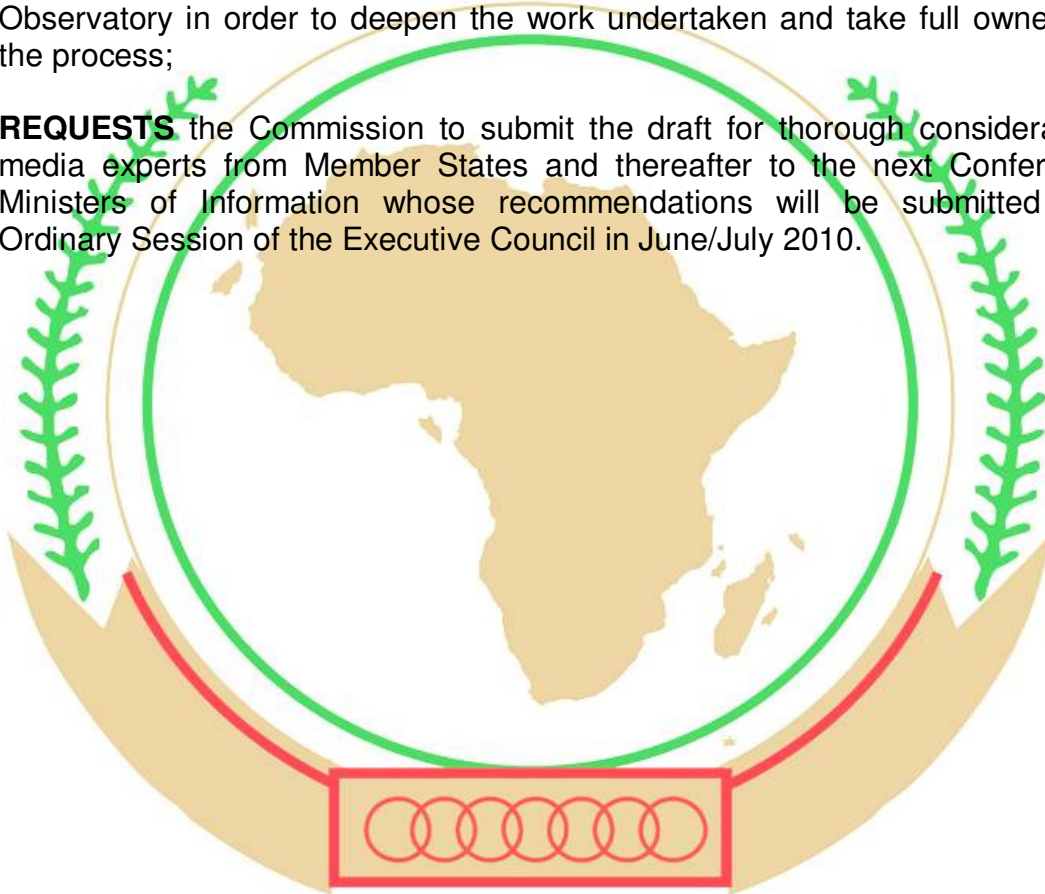 Observatory in order to deepen the work undertaken and take full owne
the process;
REQUESTS the Commission to submit the draft for thorough considera
media experts from Member States and thereafter to the next Confer
Ministers of Information whose recommendations will be submitted
Ordinary Session of the Executive Council in June/July 2010.